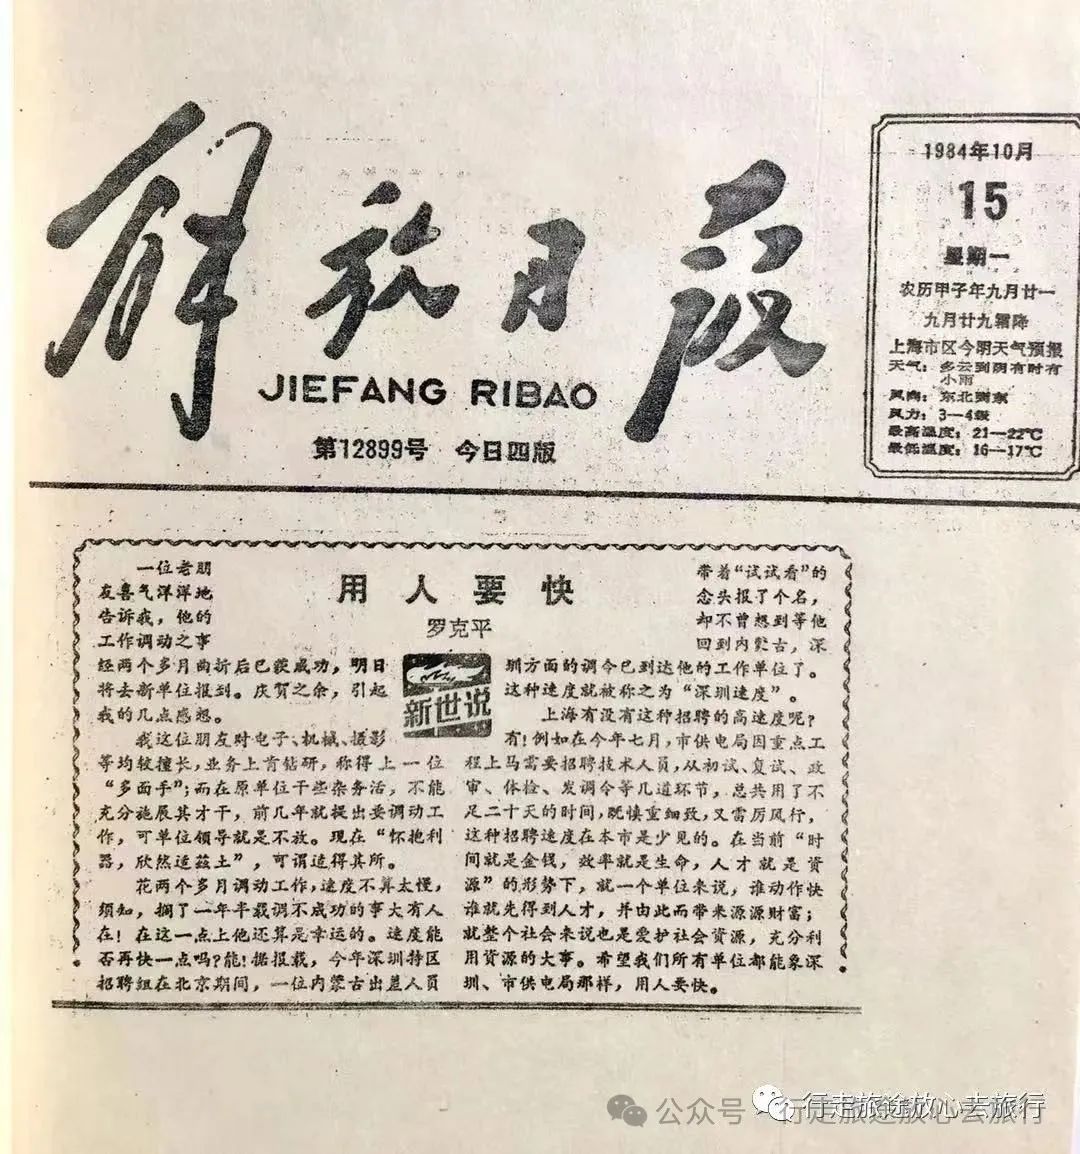 解放日报
JIEFANG RIBAO
第12899号 今日四版
1984年10月
15
星期一
农历甲子年九月廿一
九月廿九霜降
上海市区今明天气预报
天气：多云到阴有时有
小雨
风向：东北到东
风力：3—4级
最高温度：21—22℃
最低温度：16—17℃
用人要快
罗克平
新世说
一位老朋
友喜气洋洋地
告诉我，他的
工作调动之事
经两个多月曲折后已获成功，明日
将去新单位报到。庆贺之余，引起
我的几点感想。
我这位朋友对电子、机械、摄影
等均较擅长，业务上肯钻研，称得上一位
“多面手”；而在原单位干些杂务活，不能
充分施展其才干，前几年就提出要调动工
作，可单位领导就是不放。现在“怀抱利
器，欣然适兹土”，可谓适得其所。
花两个多月调动工作，速度不算太慢，
须知，搁了一年半载调不成功的事大有人
在！在这一点上他还算是幸运的。速度能
否再快一点吗？能！据报载，今年深圳特区
招聘组在北京期间，一位内蒙古出差人员
带着“试试看”的
念头报了个名，
却不曾想到等他
回到内蒙古，深
圳方面的调令已到达他的工作单位了。
这种速度就被称之为“深圳速度”。
上海有没有这种招聘的高速度呢？
有！例如在今年七月，市供电局因重点工
程上马需要招聘技术人员，从初试、复试、政
审、体检、发调令等几道环节，总共用了不
足二十天的时间，既慎重细致，又雷厉风行，
这种招聘速度在本市是少见的。在当前“时
间就是金钱，效率就是生命，人才就是资
源”的形势下，就一个单位来说，谁动作快
谁就先得到人才，并由此而带来源源财富；
就整个社会来说也是爱护社会资源，充分利
用资源的大事。希望我们所有单位都能象深
圳、市供电局那样，用人要快。
公众号·行走旅途放心去旅行
行走旅途放心去旅行